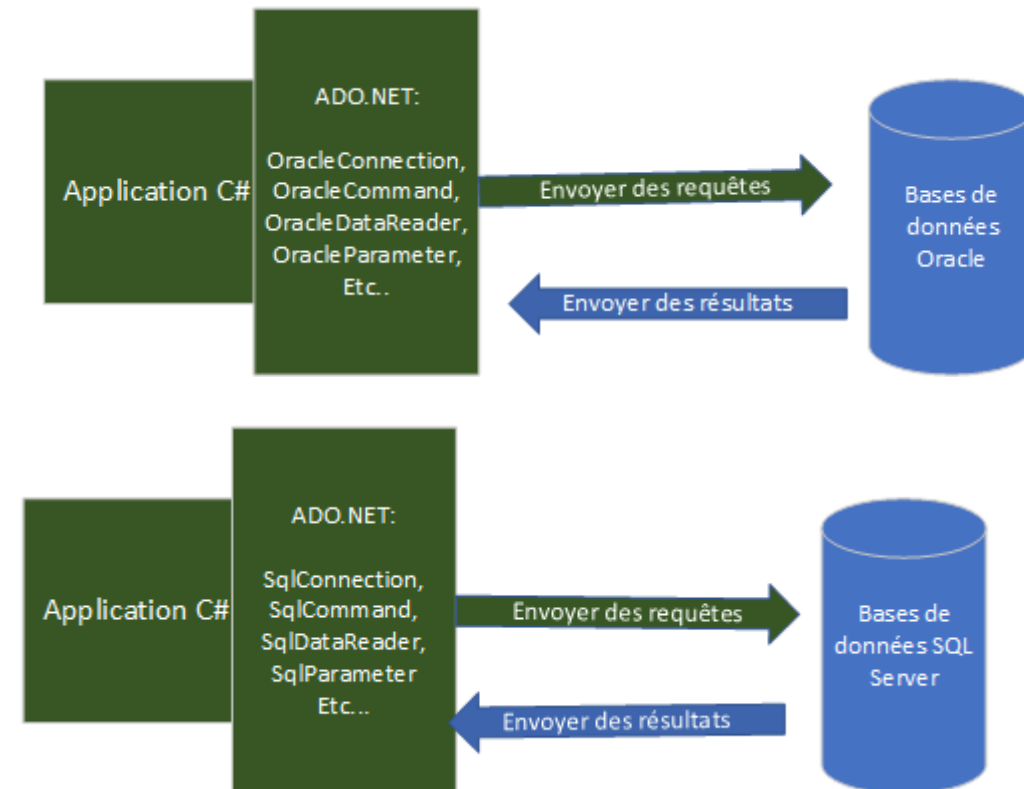 ADO.NET:
OracleConnection,
OracleCommand,
OracleDataReader,
OracleParameter,
Etc..
Application C#
Envoyer des requêtes
Envoyer des résultats
Bases de
données
Oracle
ADO.NET:
SqlConnection,
SqlCommand,
SqlDataReader,
SqlParameter
Etc...
Application C#
Envoyer des requêtes
Envoyer des résultats
Bases de
données SQL
Server